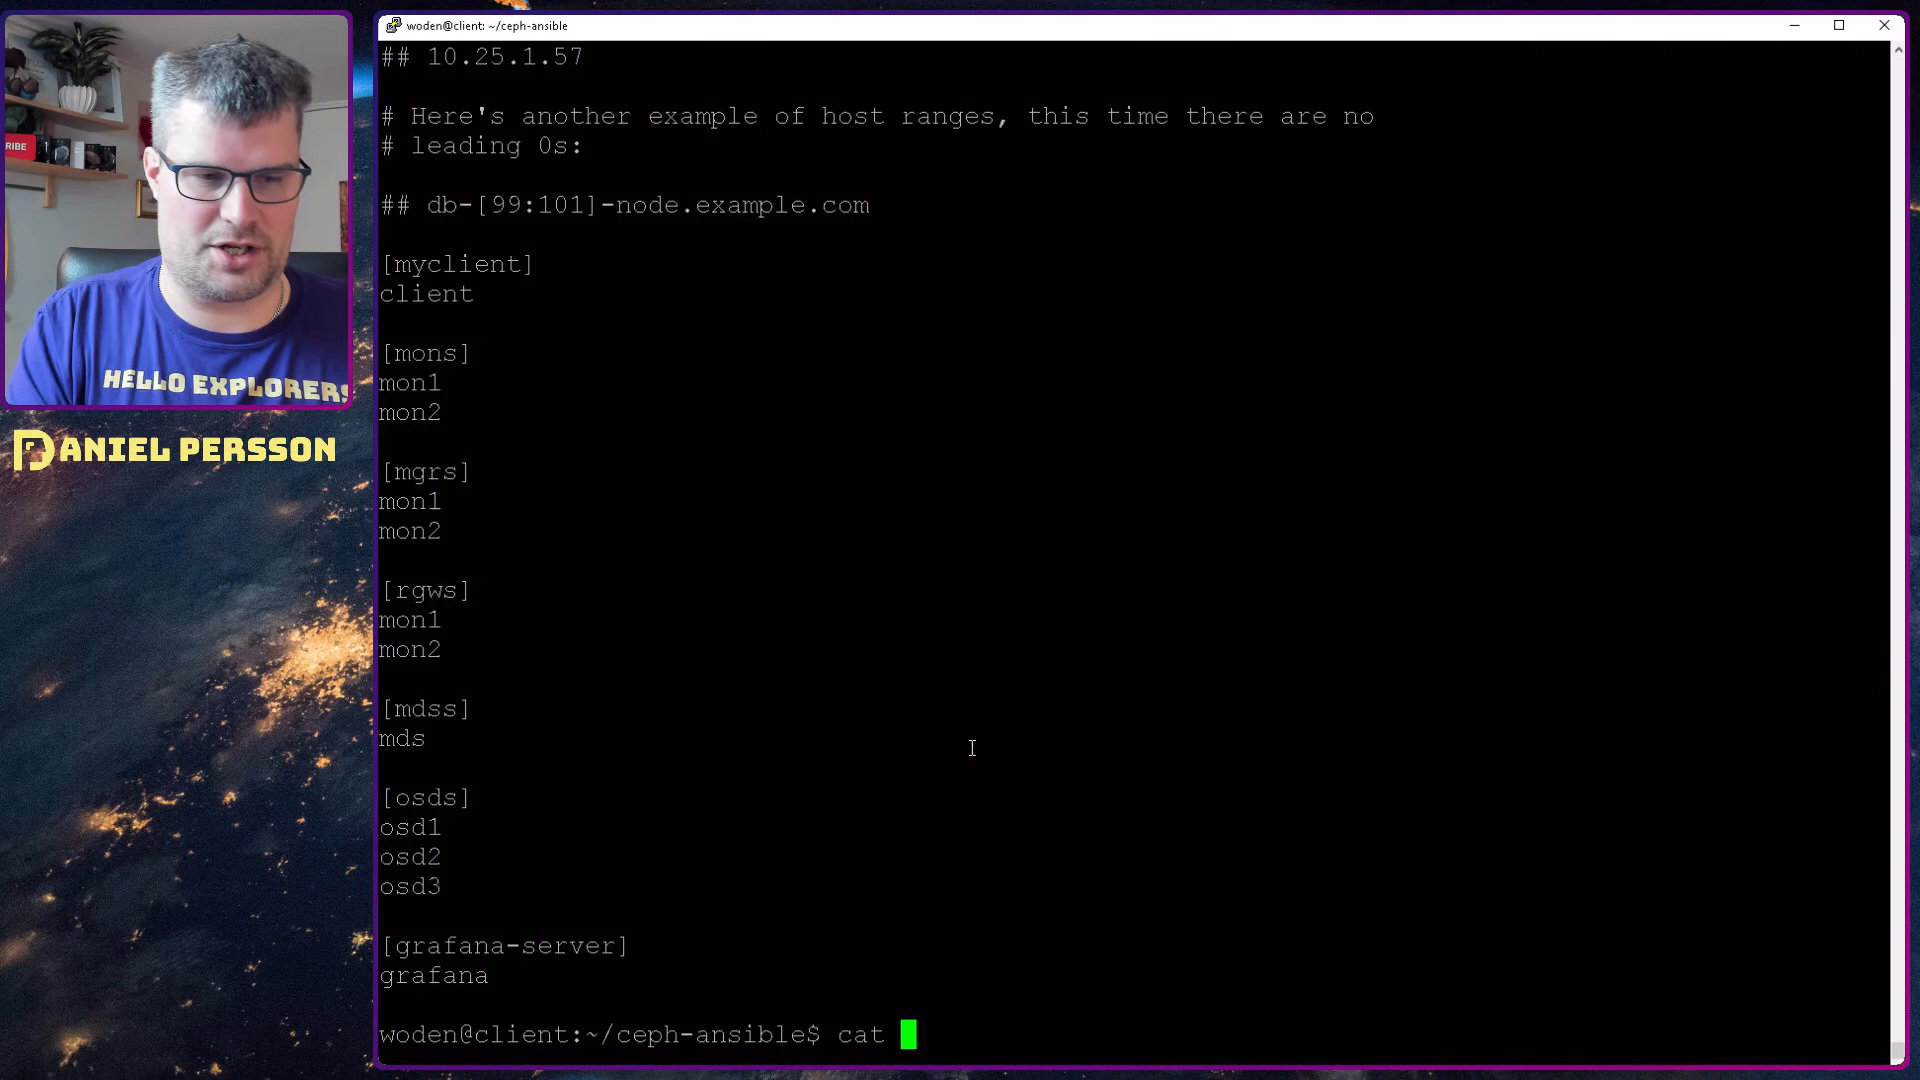 RIBE
HELLO EXPLORERS
DANIEL PERSSON
woden@client: ~/ceph-ansible
## 10.25.1.57
# Here's another example of host ranges, this time there are no
# leading 0s:
## db-[99:101]-node.example.com
[myclient]
client
[mons]
mon1
mon2
[mgrs]
mon1
mon2
[rgws]
mon1
mon2
[mdss]
mds
[osds]
osd1
osd2
osd3
[grafana-server]
grafana
woden@client:~/ceph-ansible$ cat